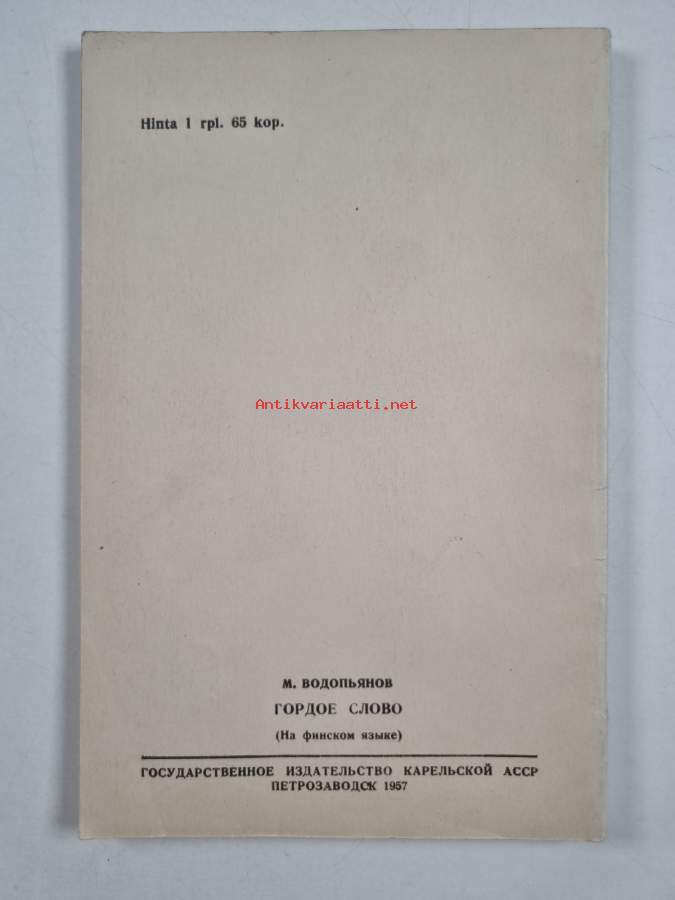 Hinta 1 rpl. 65 kop.
Antikvariaatti.net
М. ВОДОПЬЯНОВ
ГОРДОЕ СЛОВО
(На финском языке)
ГОСУДАРСТВЕННОЕ ИЗДАТЕЛЬСТВО КАРЕЛЬСКОЙ АССР
ПЕТРОЗАВОДСК 1957